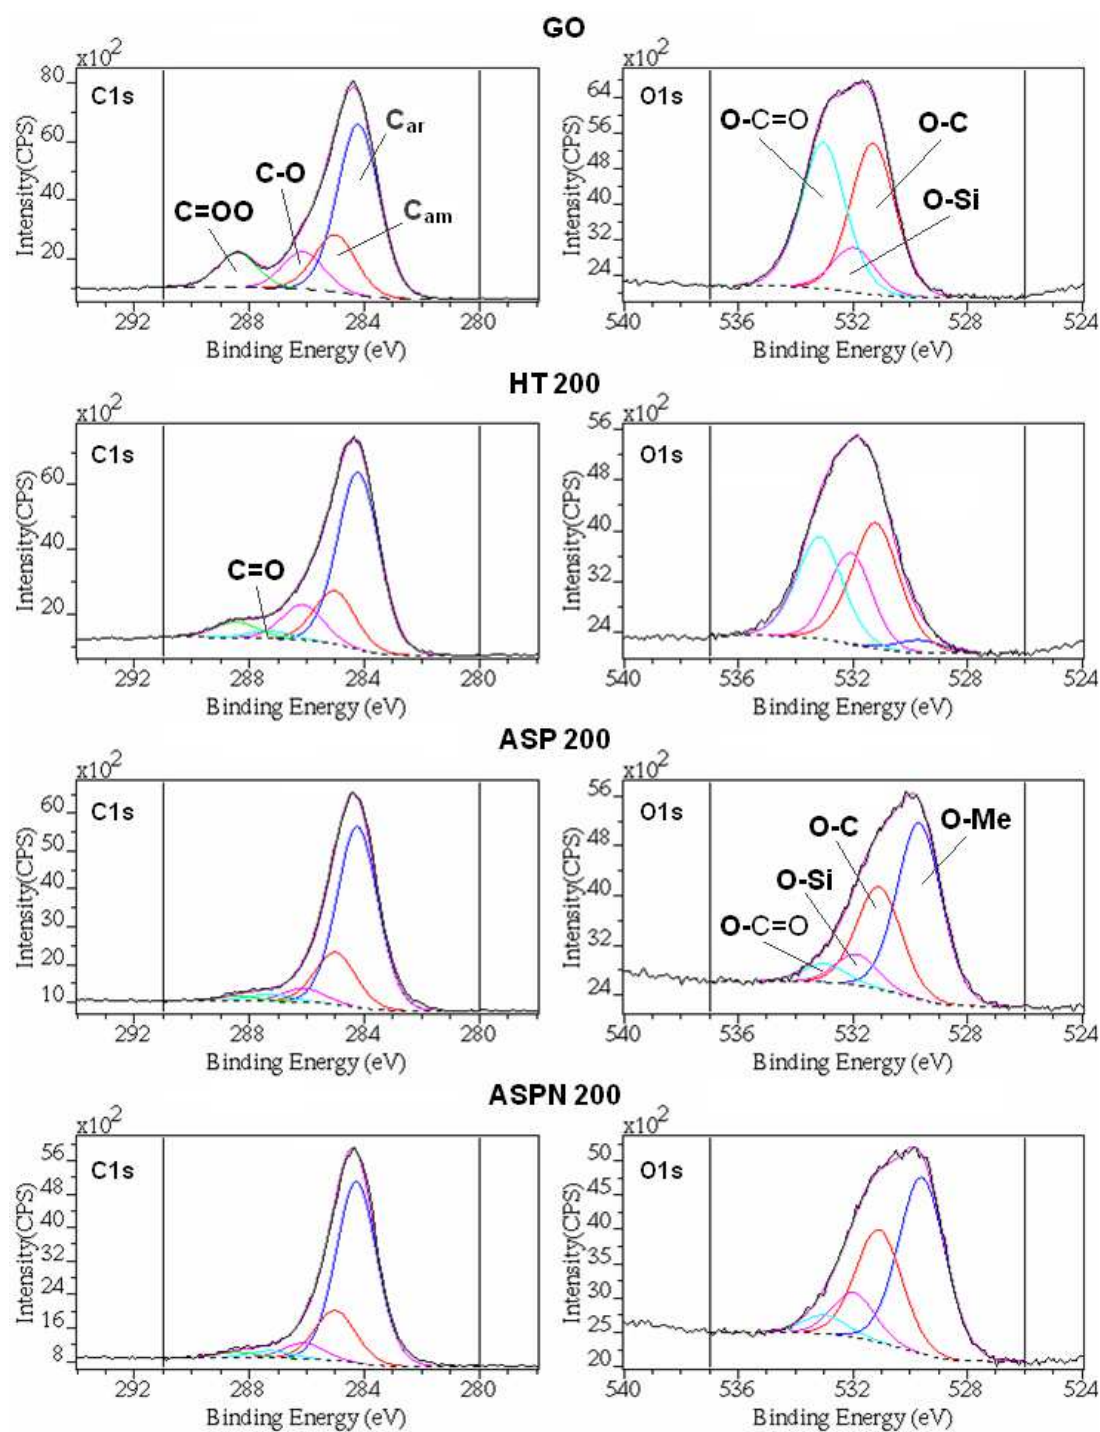 GO
x10²
C1s
80
60
40
20
Intensity(CPS)
C=OO
C-O
Car
Cam
292 288 284 280
Binding Energy (eV)
x10²
O1s
64
56
48
40
32
24
Intensity(CPS)
O-C=O
O-C
O-Si
540 536 532 528 524
Binding Energy (eV)
HT 200
x10²
C1s
60
40
20
Intensity(CPS)
C=O
292 288 284 280
Binding Energy (eV)
x10²
O1s
56
48
40
32
24
Intensity(CPS)
540 536 532 528 524
Binding Energy (eV)
ASP 200
x10²
C1s
60
50
40
30
20
10
Intensity(CPS)
292 288 284 280
Binding Energy (eV)
x10²
O1s
56
48
40
32
24
Intensity(CPS)
O-C
O-Me
O-Si
O-C=O
540 536 532 528 524
Binding Energy (eV)
ASPN 200
x10²
C1s
56
48
40
32
24
16
8
Intensity(CPS)
292 288 284 280
Binding Energy (eV)
x10²
O1s
50
45
40
35
30
25
20
Intensity(CPS)
540 536 532 528 524
Binding Energy (eV)